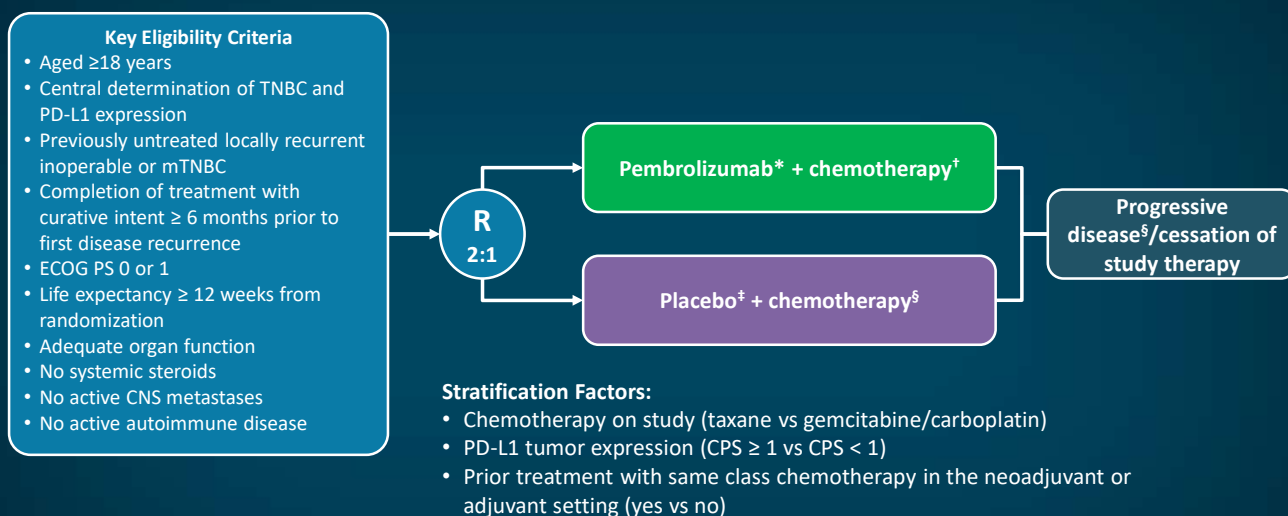 Key Eligibility Criteria
• Aged ≥18 years
• Central determination of TNBC and
PD-L1 expression
• Previously untreated locally recurrent
inoperable or mTNBC
• Completion of treatment with
curative intent ≥ 6 months prior to
first disease recurrence
• ECOG PS 0 or 1
• Life expectancy ≥ 12 weeks from
randomization
• Adequate organ function
• No systemic steroids
• No active CNS metastases
• No active autoimmune disease
R
2:1
Pembrolizumab* + chemotherapy†
Placebo‡ + chemotherapy§
Progressive
disease§/cessation of
study therapy
Stratification Factors:
• Chemotherapy on study (taxane vs gemcitabine/carboplatin)
• PD-L1 tumor expression (CPS ≥ 1 vs CPS < 1)
• Prior treatment with same class chemotherapy in the neoadjuvant or
adjuvant setting (yes vs no)